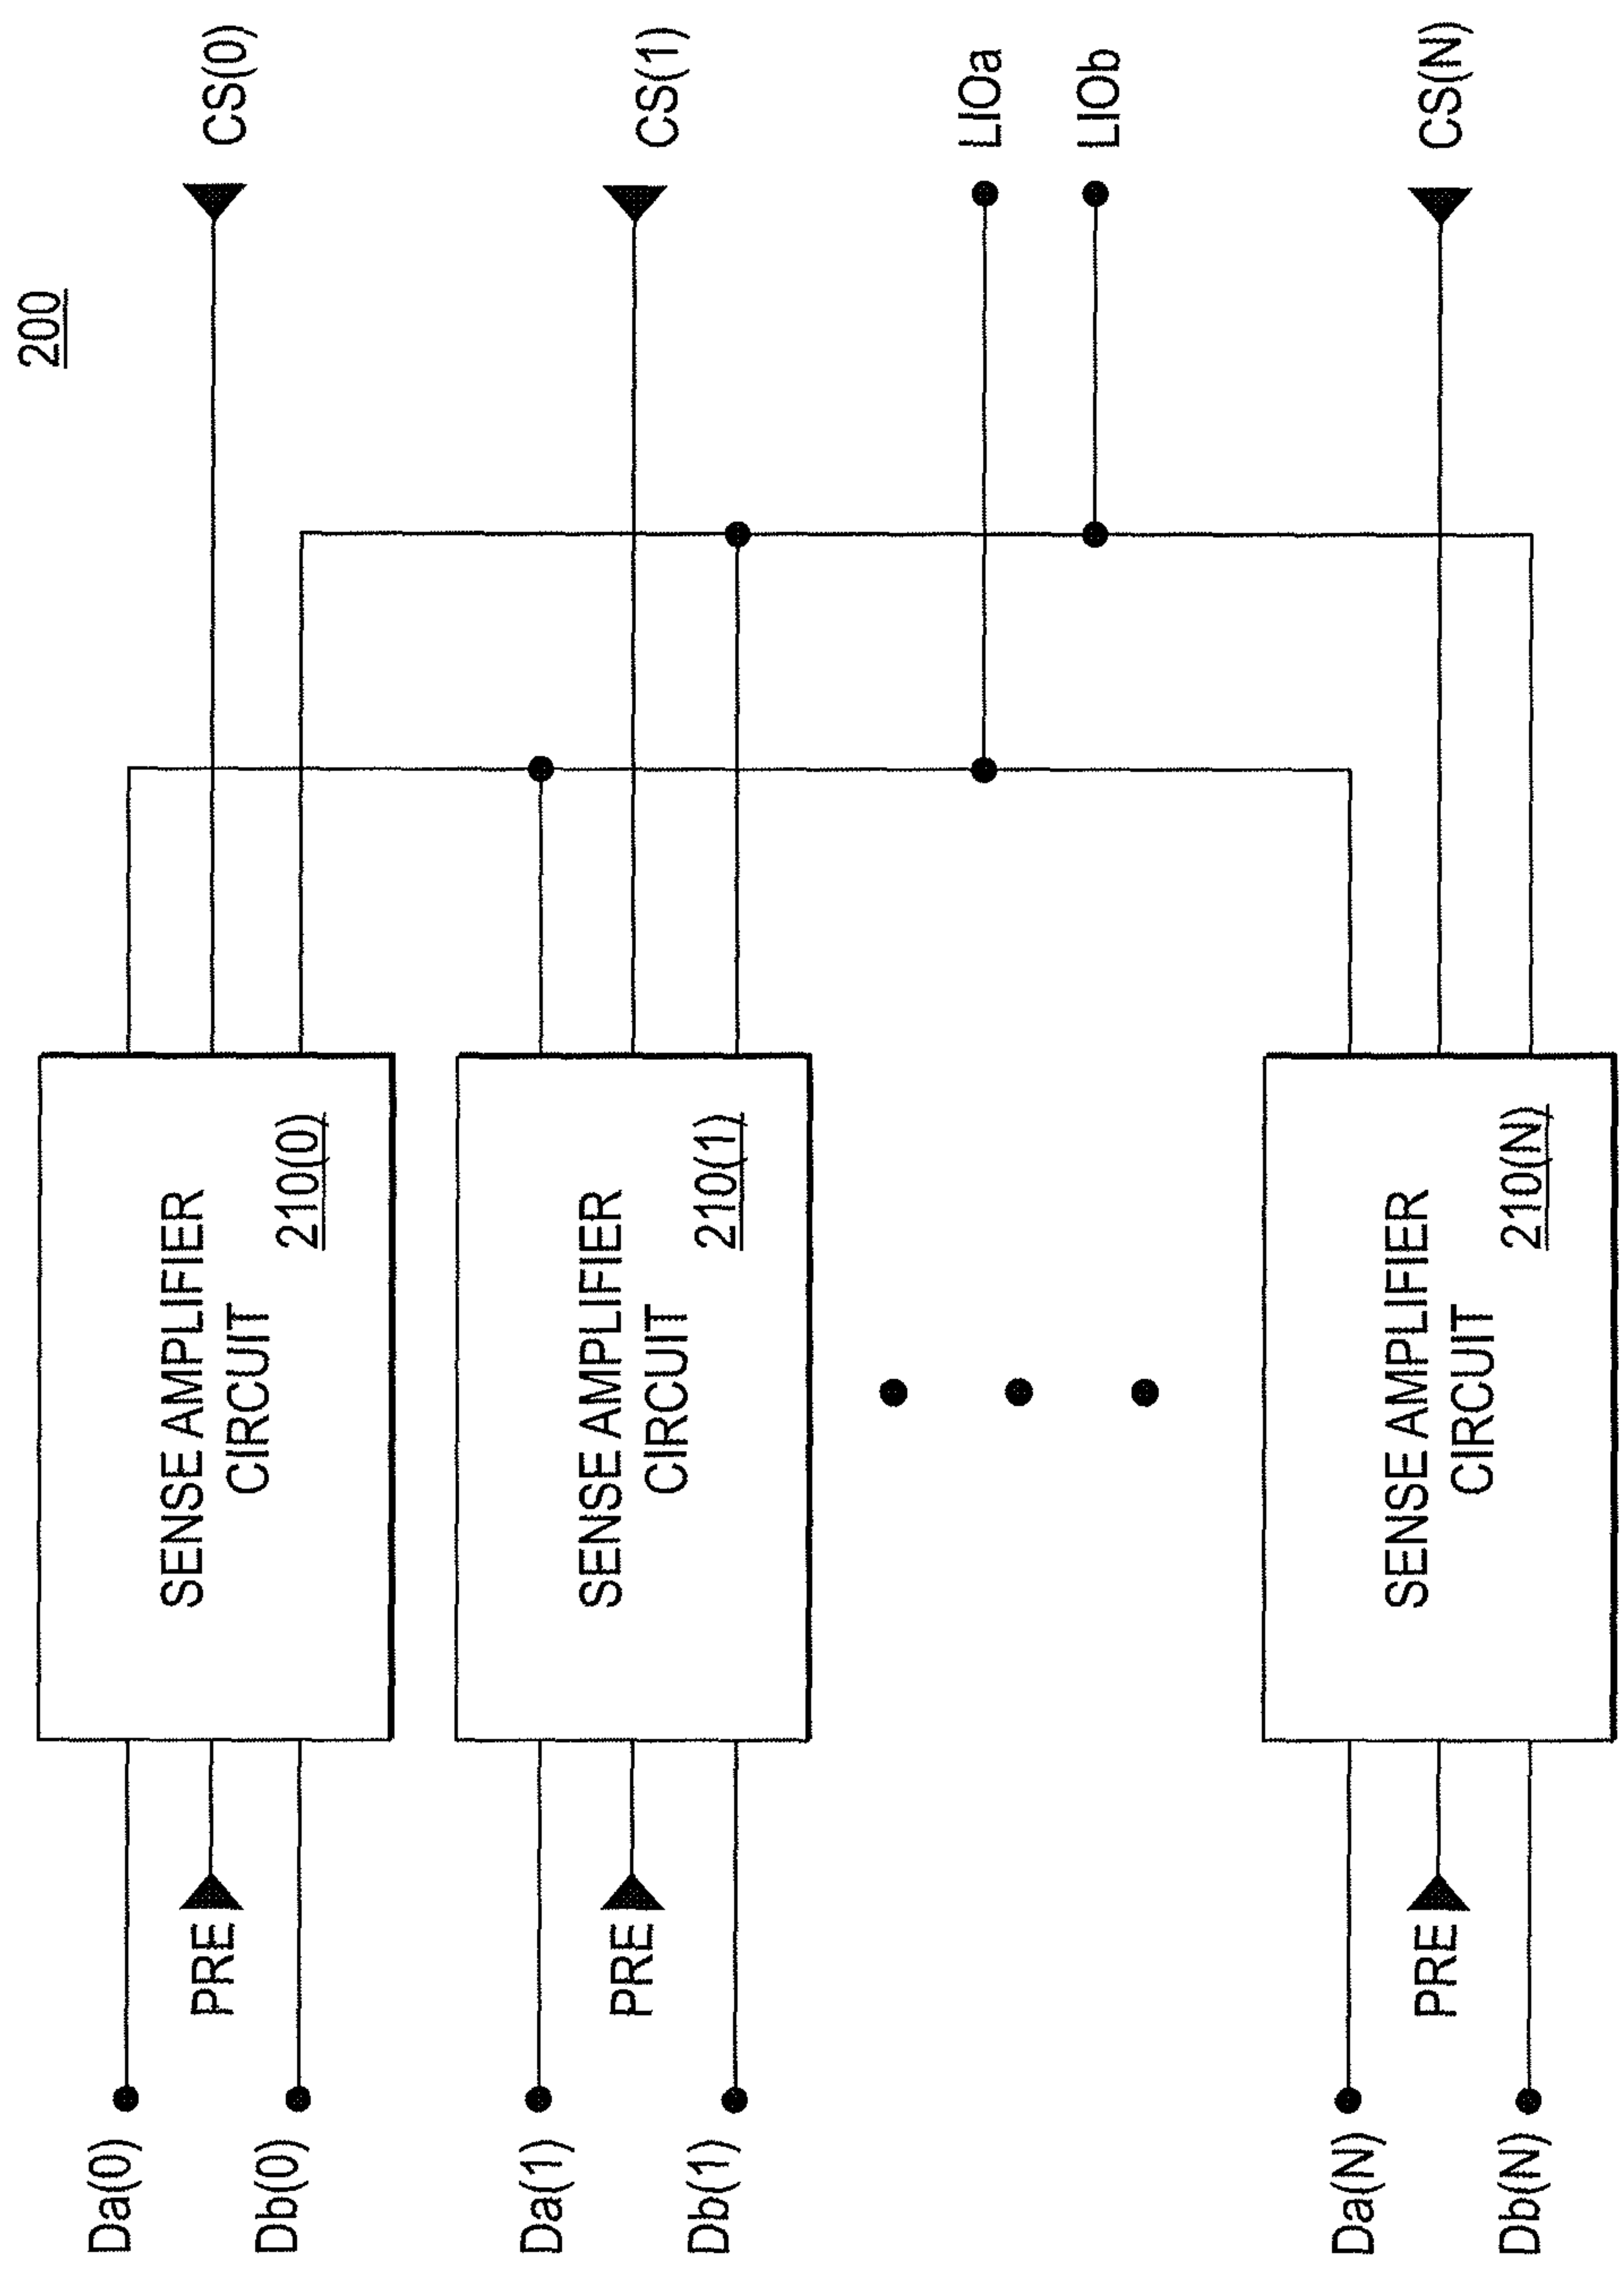 200
Da(0)
PRE
Db(0)
SENSE AMPLIFIER
CIRCUIT
210(0)
CS(0)
Da(1)
PRE
Db(1)
SENSE AMPLIFIER
CIRCUIT
210(1)
CS(1)
LIOa
LIOb
Da(N)
PRE
Db(N)
SENSE AMPLIFIER
CIRCUIT
210(N)
CS(N)